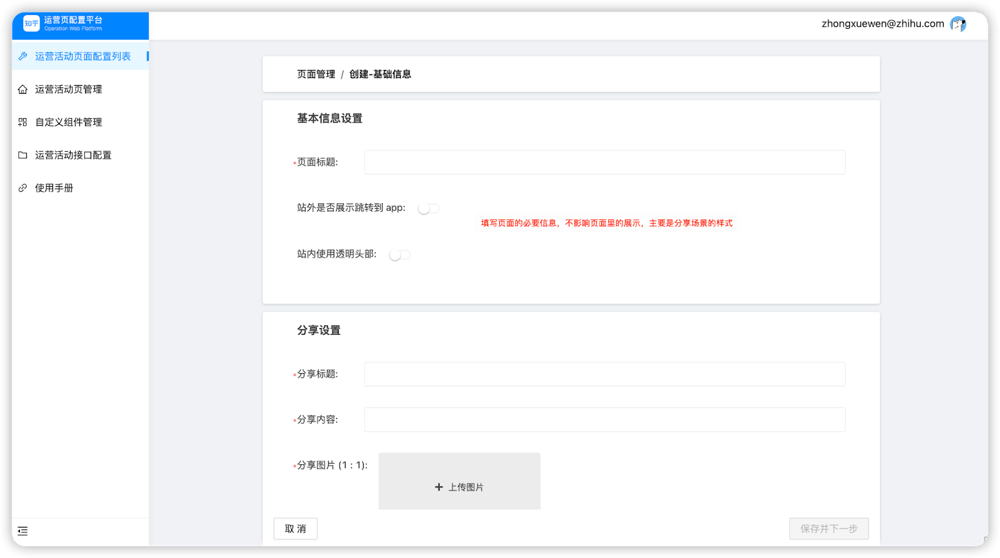 知乎
运营页配置平台
Operation Web Platform
zhongxuewen@zhihu.com
运营活动页面配置列表
运营活动页管理
自定义组件管理
运营活动接口配置
使用手册
页面管理 / 创建-基础信息
基本信息设置
*页面标题:
站外是否展示跳转到 app:
填写页面的必要信息，不影响页面里的展示，主要是分享场景的样式
站内使用透明头部:
分享设置
*分享标题:
*分享内容:
*分享图片 (1 : 1):
+ 上传图片
取 消
保存并下一步